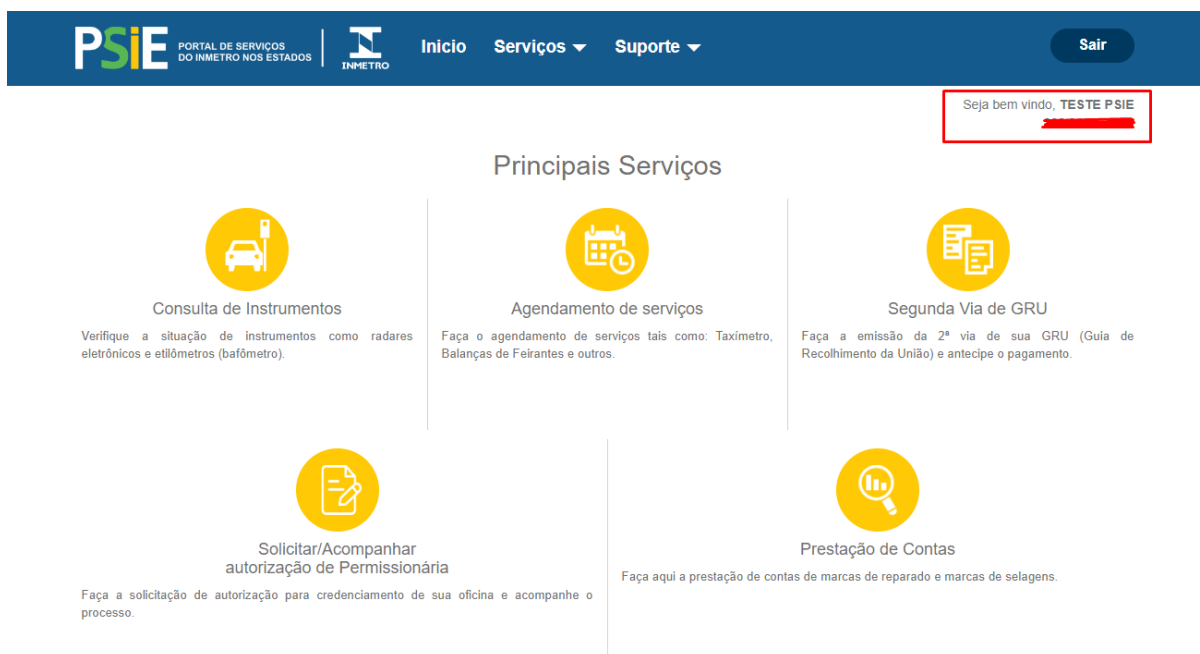 PSiE PORTAL DE SERVIÇOS
DO INMETRO NOS ESTADOS
INMETRO
Inicio Serviços Suporte Sair
Seja bem vindo, TESTE PSIE
Principais Serviços
Consulta de Instrumentos
Verifique a situação de instrumentos como radares
eletrônicos e etilômetros (bafômetro).
Agendamento de serviços
Faça o agendamento de serviços tais como: Taxímetro,
Balanças de Feirantes e outros.
Segunda Via de GRU
Faça a emissão da 2ª via de sua GRU (Guia de
Recolhimento da União) e antecipe o pagamento.
Solicitar/Acompanhar
autorização de Permissionária
Faça a solicitação de autorização para credenciamento de sua oficina e acompanhe o
processo.
Prestação de Contas
Faça aqui a prestação de contas de marcas de reparado e marcas de selagens.